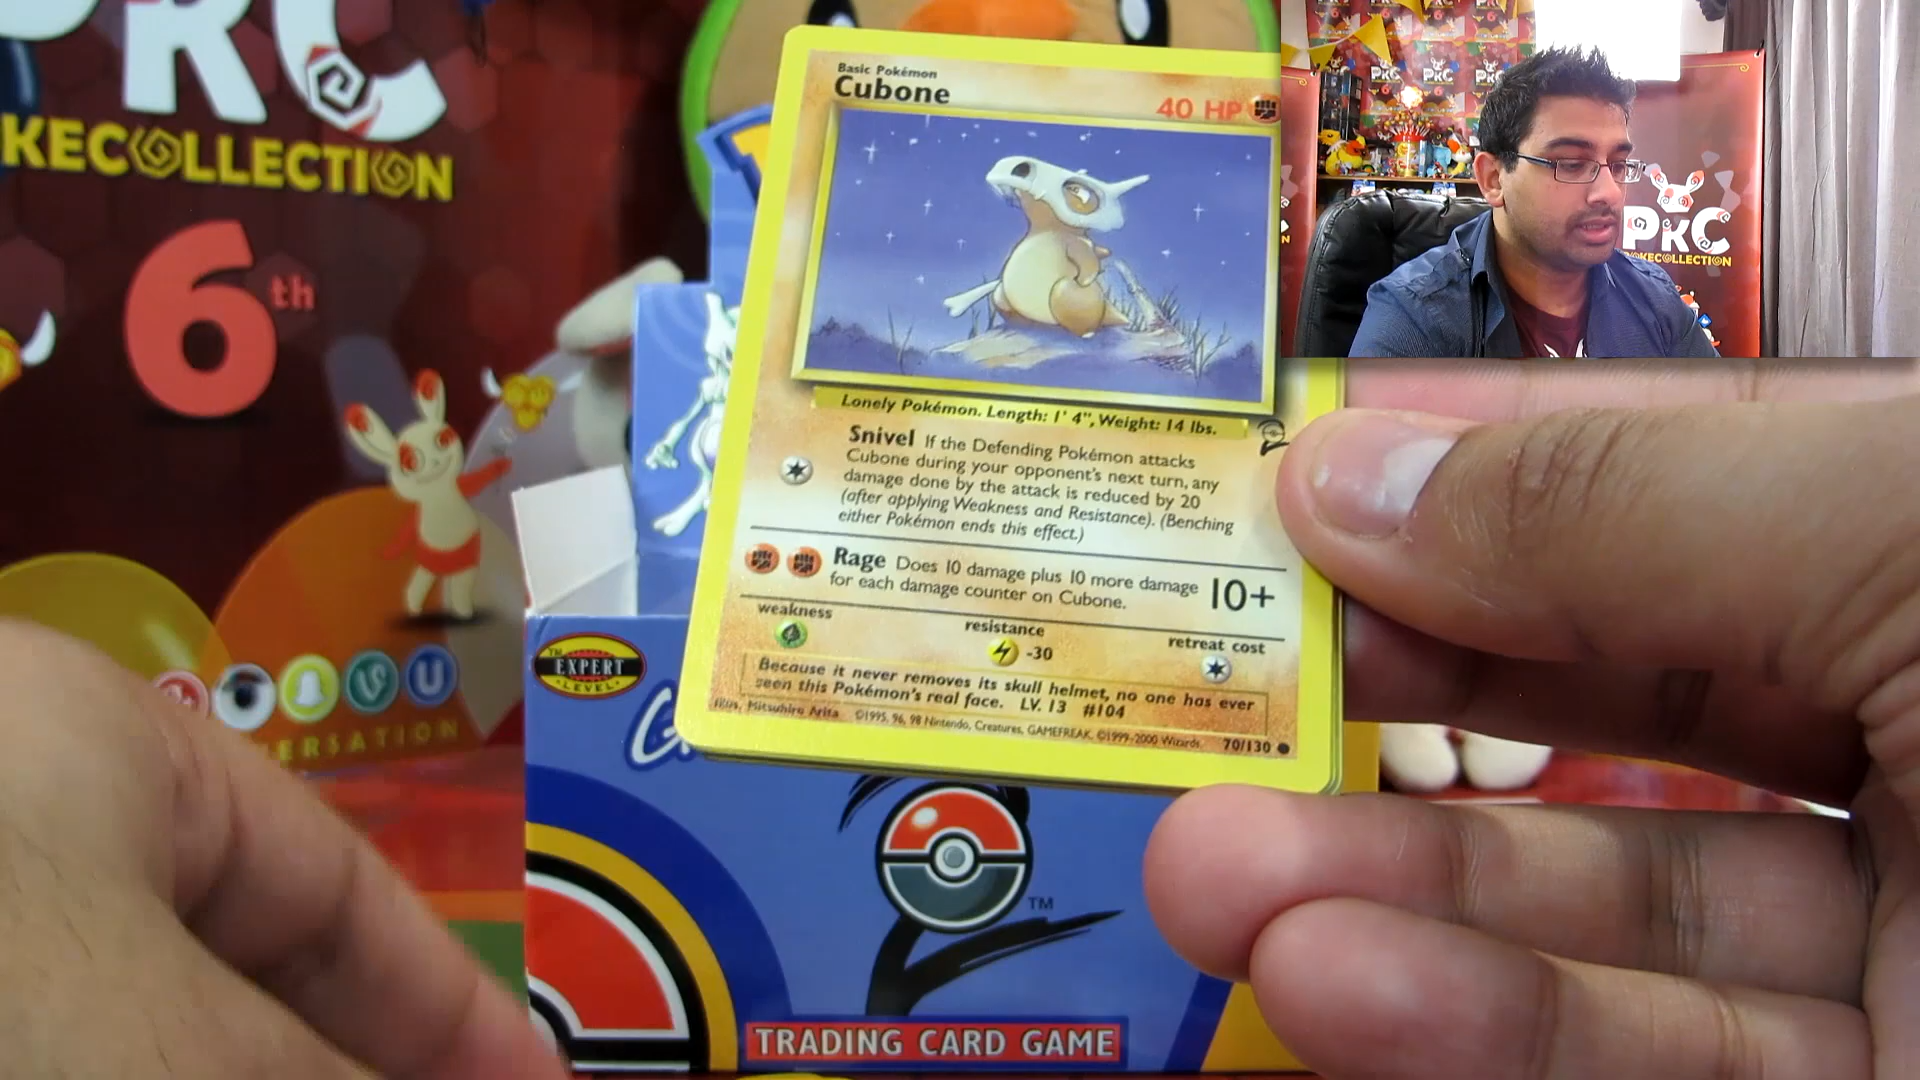 PKC
KECOLLECTION
6th
ERSATION
Basic Pokémon
Cubone
40 HP
Lonely Pokémon. Length: 1' 4", Weight: 14 lbs.
Snivel If the Defending Pokémon attacks
Cubone during your opponent's next turn, any
damage done by the attack is reduced by 20
(after applying Weakness and Resistance). (Benching
either Pokémon ends this effect.)
Rage Does 10 damage plus 10 more damage
for each damage counter on Cubone.
10+
weakness
resistance
-30
retreat cost
Because it never removes its skull helmet, no one has ever
seen this Pokémon's real face. LV. 13 #104
Illus. Mitsuhiro Arita ©1995, 96, 98 Nintendo, Creatures, GAMEFREAK. ©1999-2000 Wizards.
70/130
EXPERT
LEVEL
TM
TRADING CARD GAME
PKC PKC PKC
6 6
PKC
POKECOLLECTION